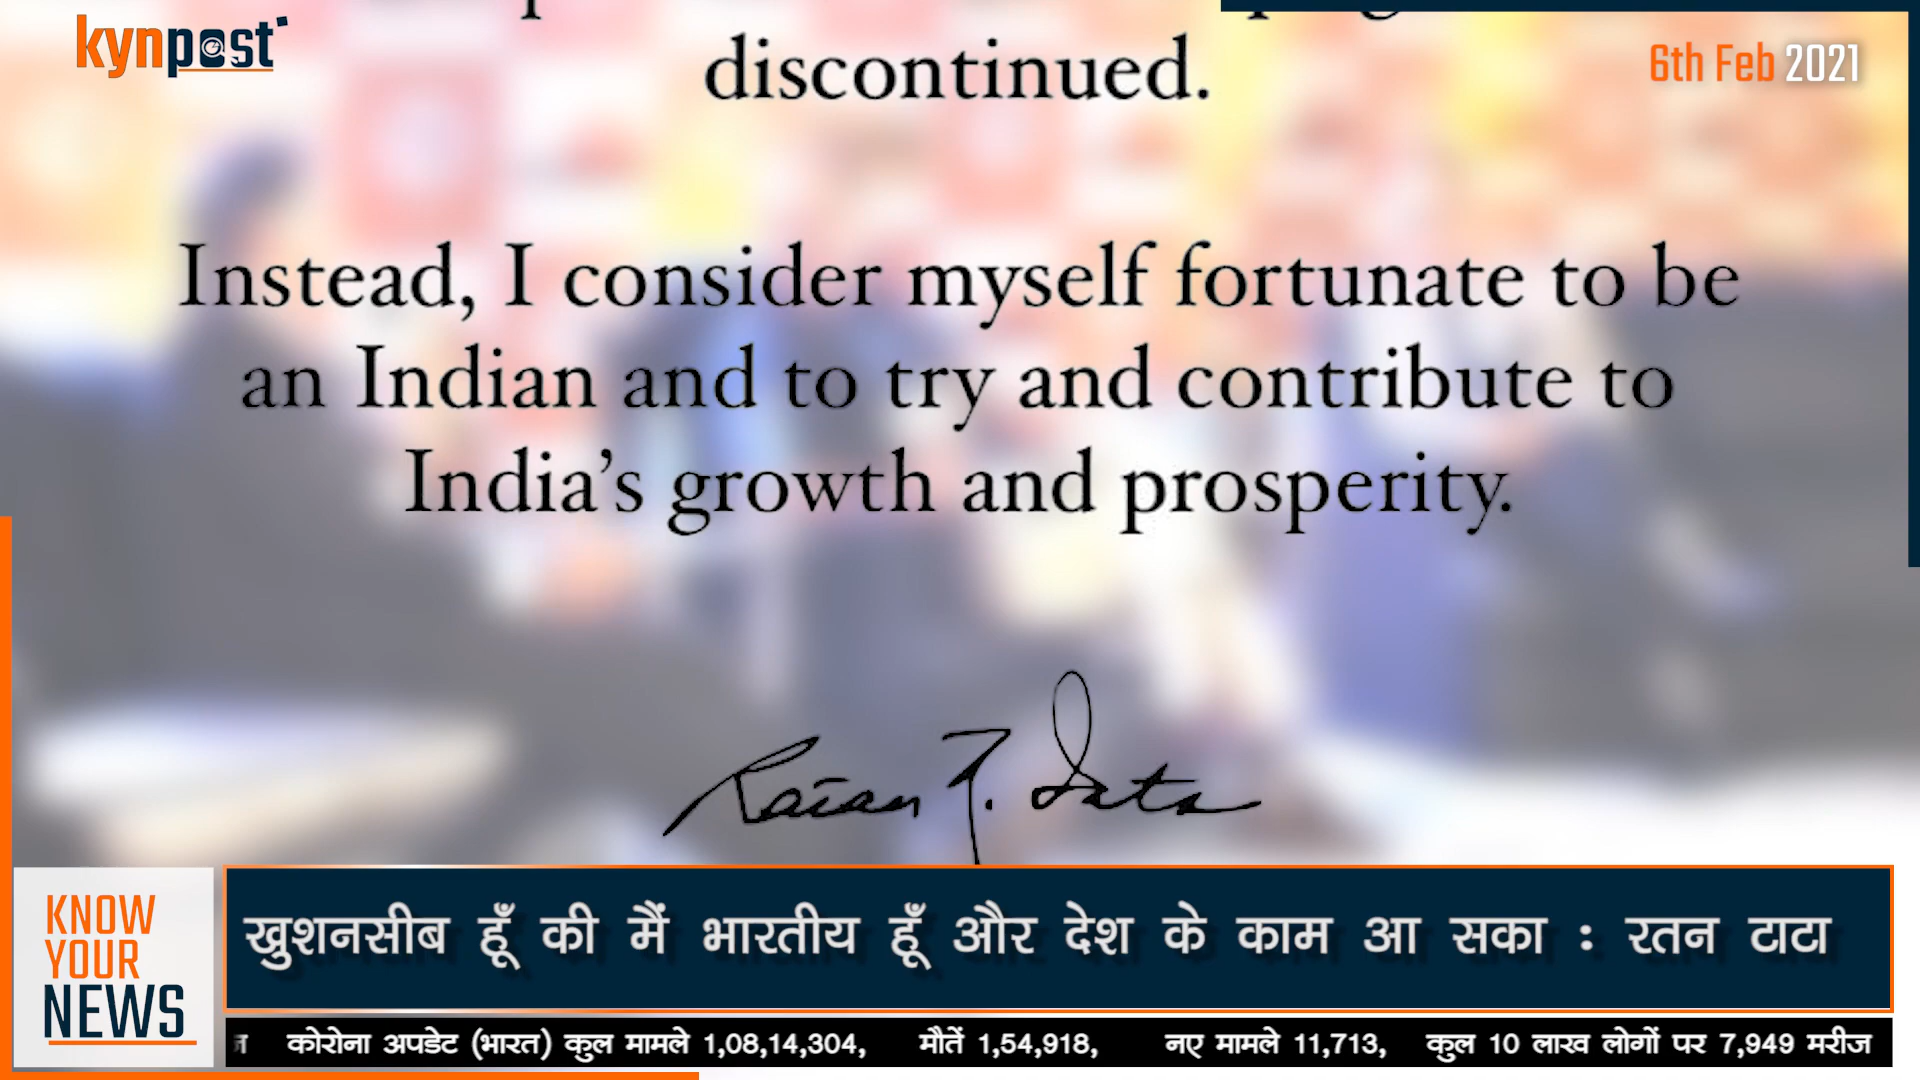 kynpost
6th Feb 2021
discontinued.
Instead, I consider myself fortunate to be
an Indian and to try and contribute to
India’s growth and prosperity.
Ratan N. Tata
KNOW
YOUR
NEWS
खुशनसीब हूँ की मैं भारतीय हूँ और देश के काम आ सका : रतन टाटा
कोरोना अपडेट (भारत) कुल मामले 1,08,14,304, मौतें 1,54,918, नए मामले 11,713, कुल 10 लाख लोगों पर 7,949 मरीज